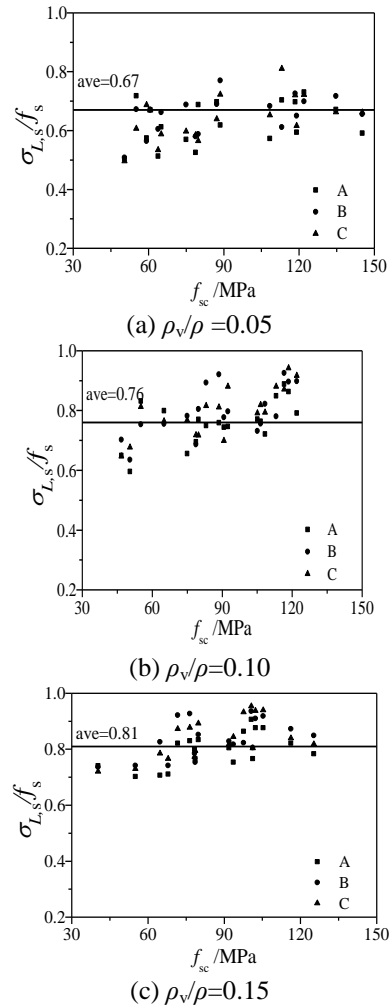 1.0
0.8
ave=0.67
0.6
0.4
0.2
σL,s/fs
A
B
C
30 60 90 120 150
fsc /MPa
(a) ρv/ρ =0.05
1.0
0.8
ave=0.76
0.6
0.4
0.2
σL,s/fs
A
B
C
30 60 90 120 150
fsc /MPa
(b) ρv/ρ=0.10
1.0
ave=0.81
0.8
0.6
0.4
0.2
0.0
σL,s/fs
A
B
C
30 60 90 120 150
fsc /MPa
(c) ρv/ρ=0.15